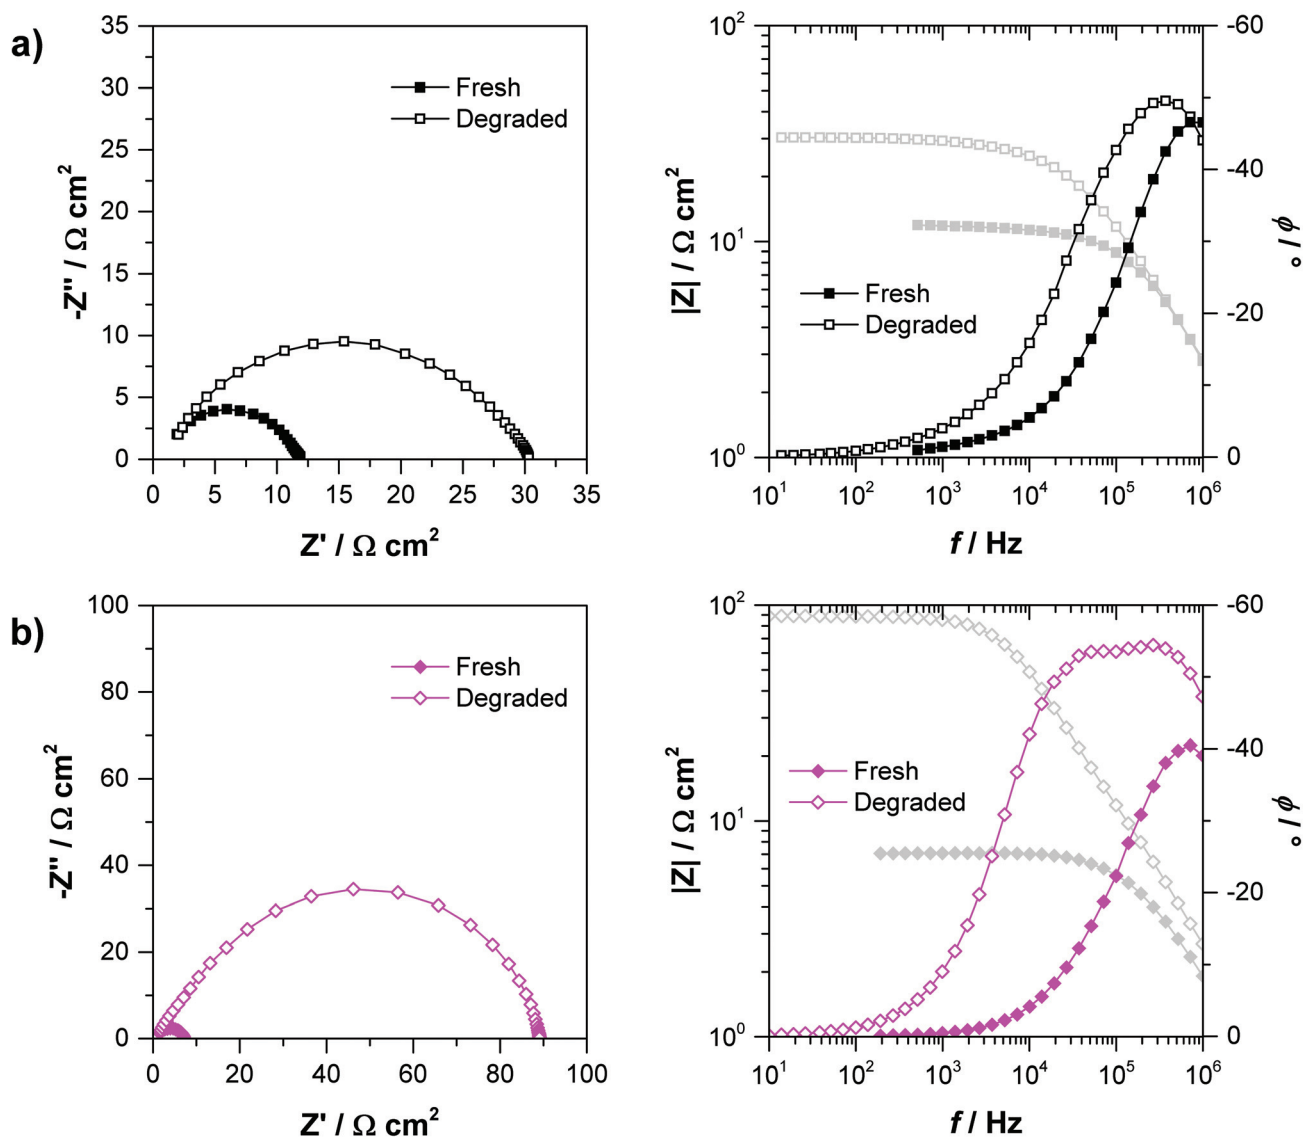 a)
35
30
25
20
15
10
5
0
-Z'' / Ω cm²
Fresh
Degraded
0 5 10 15 20 25 30 35
Z' / Ω cm²
10²
10¹
10⁰
|Z| / Ω cm²
Fresh
Degraded
-60
-40
-20
0
ϕ / °
10¹ 10² 10³ 10⁴ 10⁵ 10⁶
f / Hz
b)
100
80
60
40
20
0
-Z'' / Ω cm²
Fresh
Degraded
0 20 40 60 80 100
Z' / Ω cm²
10²
10¹
10⁰
|Z| / Ω cm²
Fresh
Degraded
-60
-40
-20
0
ϕ / °
10¹ 10² 10³ 10⁴ 10⁵ 10⁶
f / Hz